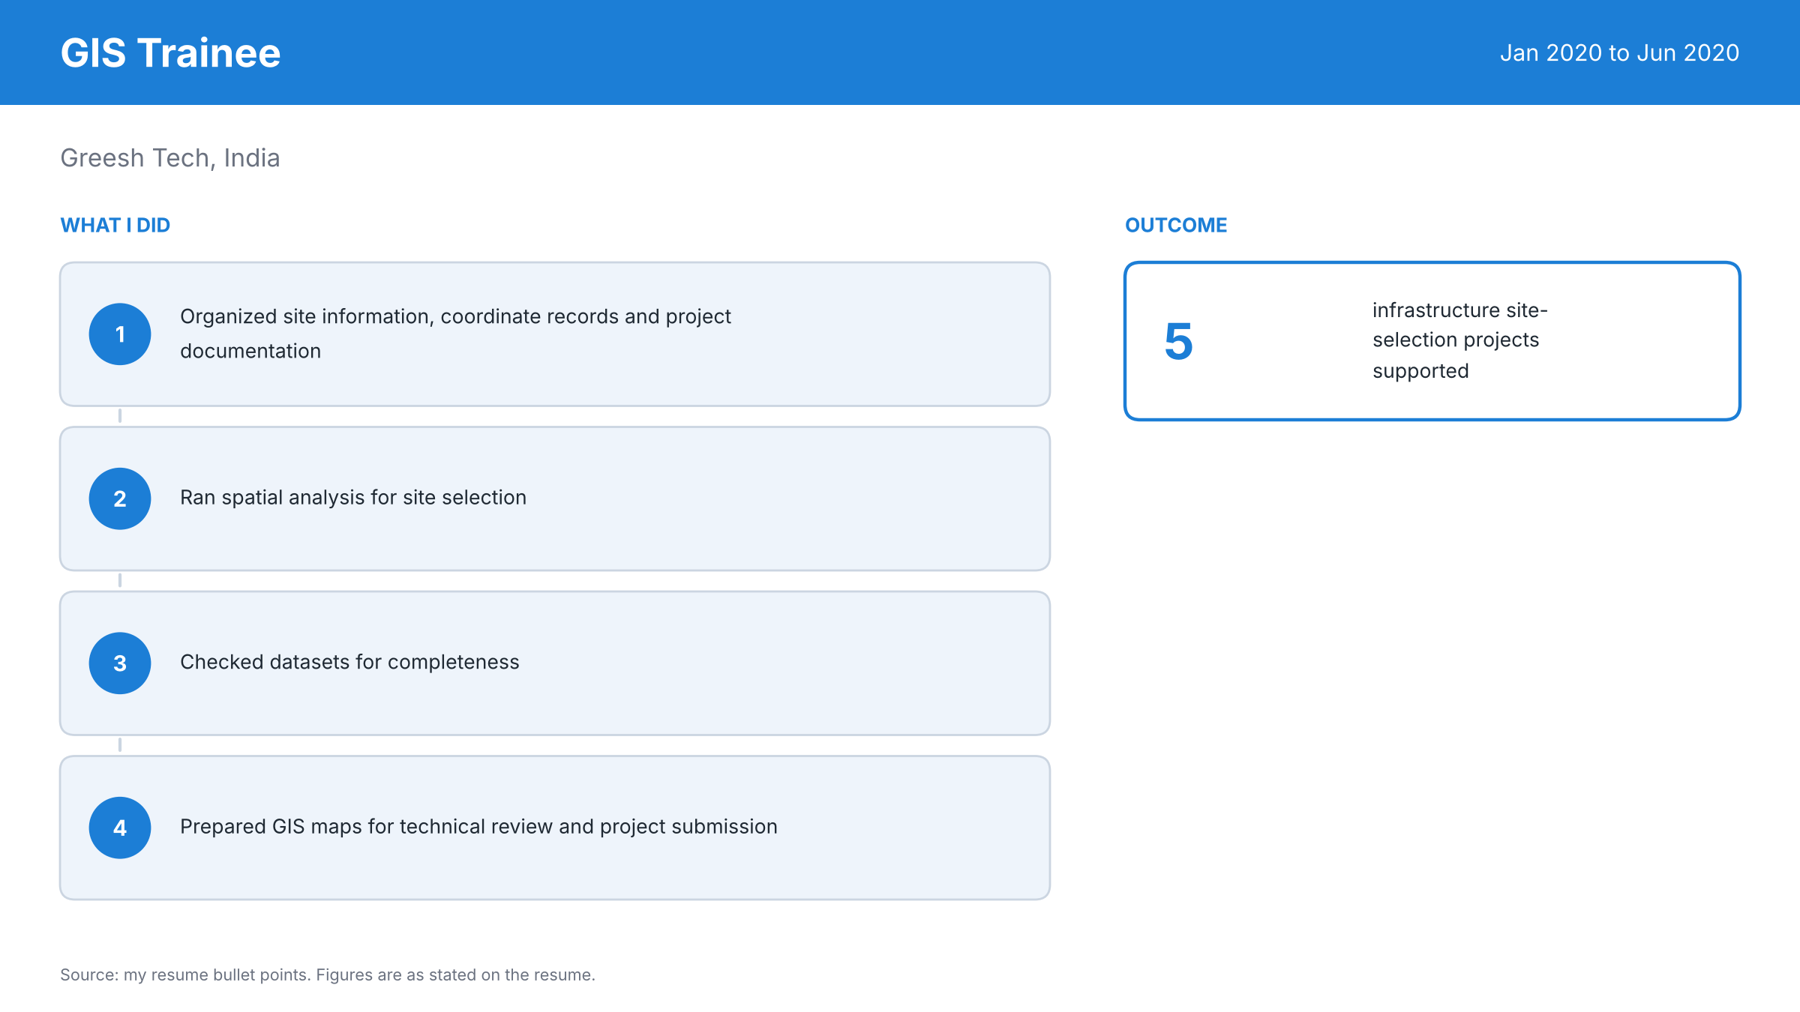 GIS Trainee
Jan 2020 to Jun 2020
Greesh Tech, India
WHAT I DID
1
Organized site information, coordinate records and project
documentation
2
Ran spatial analysis for site selection
3
Checked datasets for completeness
4
Prepared GIS maps for technical review and project submission
OUTCOME
5
infrastructure site-
selection projects
supported
Source: my resume bullet points. Figures are as stated on the resume.